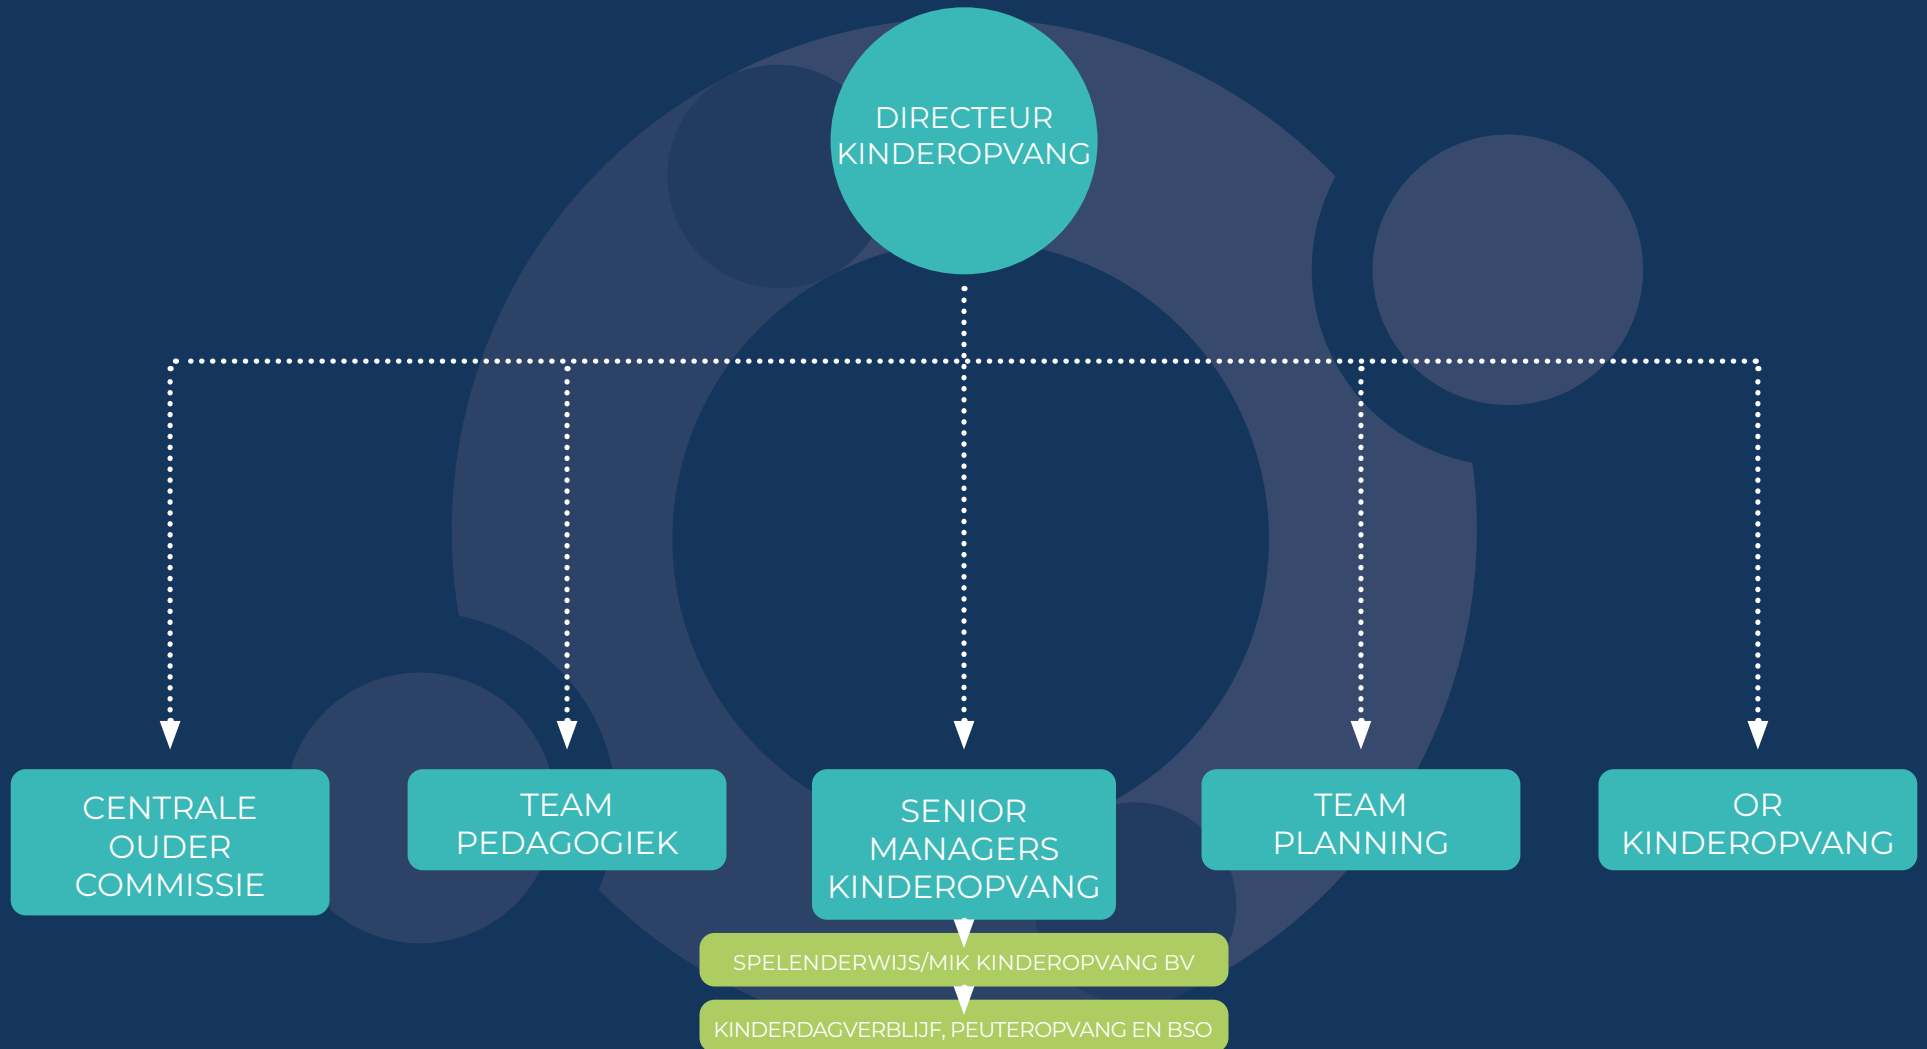 DIRECTEUR
KINDEROPVANG
CENTRALE
OUDER
COMMISSIE
TEAM
PEDAGOGIEK
SENIOR
MANAGERS
KINDEROPVANG
TEAM
PLANNING
OR
KINDEROPVANG
SPELENDERWIJS/MIK KINDEROPVANG BV
KINDERDAGVERBLIJF, PEUTEROPVANG EN BSO